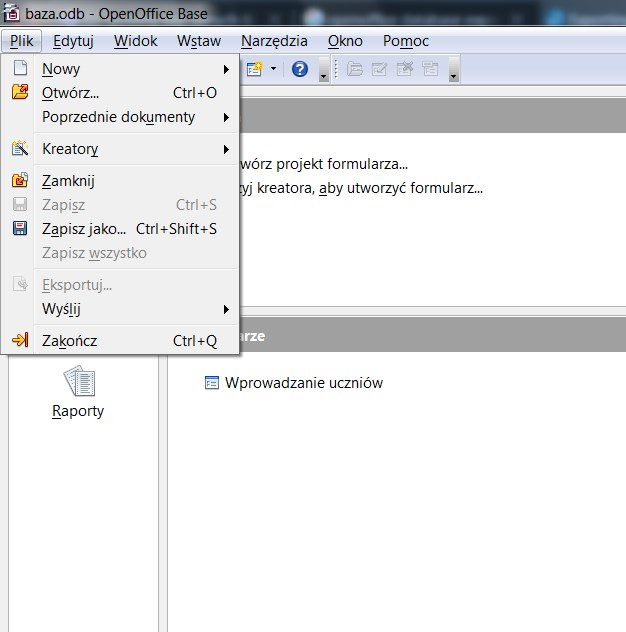 baza.odb - OpenOffice Base
Plik Edytuj Widok Wstaw Narzędzia Okno Pomoc
Nowy
Otwórz... Ctrl+O
Poprzednie dokumenty
Kreatory
Zamknij
Zapisz Ctrl+S
Zapisz jako... Ctrl+Shift+S
Zapisz wszystko
Eksportuj...
Wyślij
Zakończ Ctrl+Q
wórz projekt formularza...
yj kreatora, aby utworzyć formularz...
arze
Wprowadzanie uczniów
Raporty